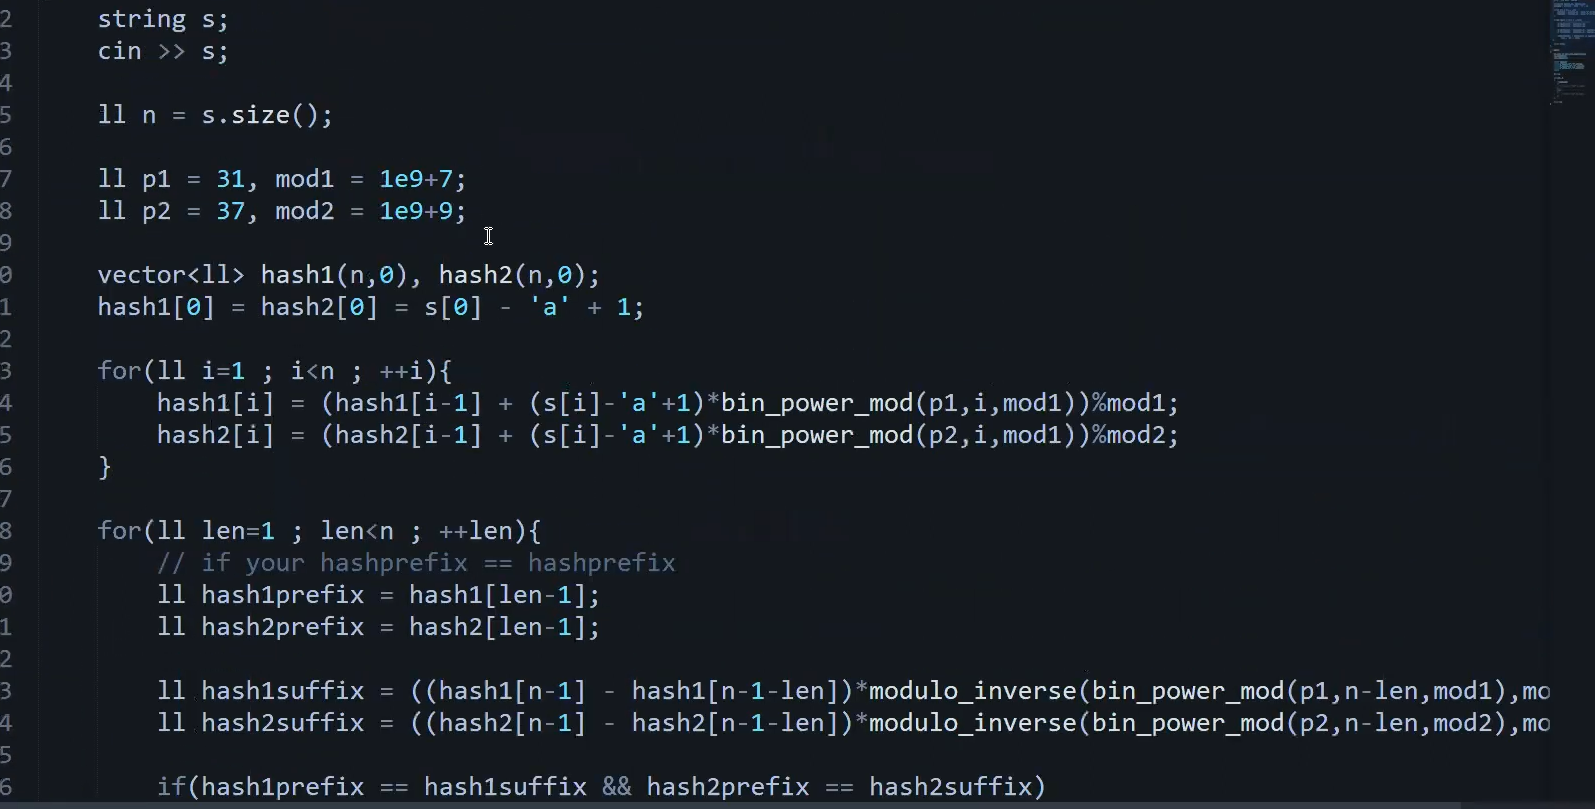 2 string s;
3 cin >> s;
4
5 ll n = s.size();
6
7 ll p1 = 31, mod1 = 1e9+7;
8 ll p2 = 37, mod2 = 1e9+9;
9
0 vector<ll> hash1(n,0), hash2(n,0);
1 hash1[0] = hash2[0] = s[0] - 'a' + 1;
2
3 for(ll i=1 ; i<n ; ++i){
4 hash1[i] = (hash1[i-1] + (s[i]-'a'+1)*bin_power_mod(p1,i,mod1))%mod1;
5 hash2[i] = (hash2[i-1] + (s[i]-'a'+1)*bin_power_mod(p2,i,mod1))%mod2;
6 }
7
8 for(ll len=1 ; len<n ; ++len){
9 // if your hashprefix == hashprefix
0 ll hash1prefix = hash1[len-1];
1 ll hash2prefix = hash2[len-1];
2
3 ll hash1suffix = ((hash1[n-1] - hash1[n-1-len])*modulo_inverse(bin_power_mod(p1,n-len,mod1),mo
4 ll hash2suffix = ((hash2[n-1] - hash2[n-1-len])*modulo_inverse(bin_power_mod(p2,n-len,mod2),mo
5
6 if(hash1prefix == hash1suffix && hash2prefix == hash2suffix)